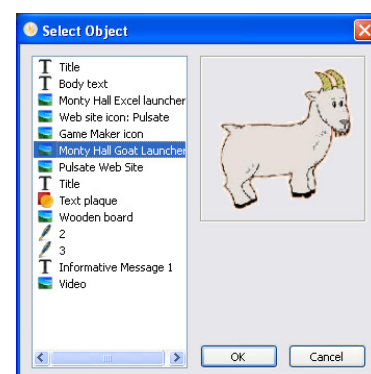 Select Object
Title
Body text
Monty Hall Excel launcher
Web site icon: Pulsate
Game Maker icon
Monty Hall Goat Launcher
Pulsate Web Site
Title
Text plaque
Wooden board
2
3
Informative Message 1
Video
OK Cancel